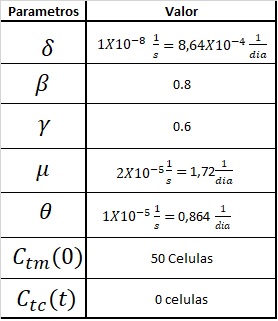 Parametros Valor
δ 1X10⁻⁸ 1/s = 8,64X10⁻⁴ 1/dia
β 0.8
γ 0.6
μ 2X10⁻⁵ 1/s = 1,72 1/dia
θ 1X10⁻⁵ 1/s = 0,864 1/dia
C_tm(0) 50 Celulas
C_tc(t) 0 celulas